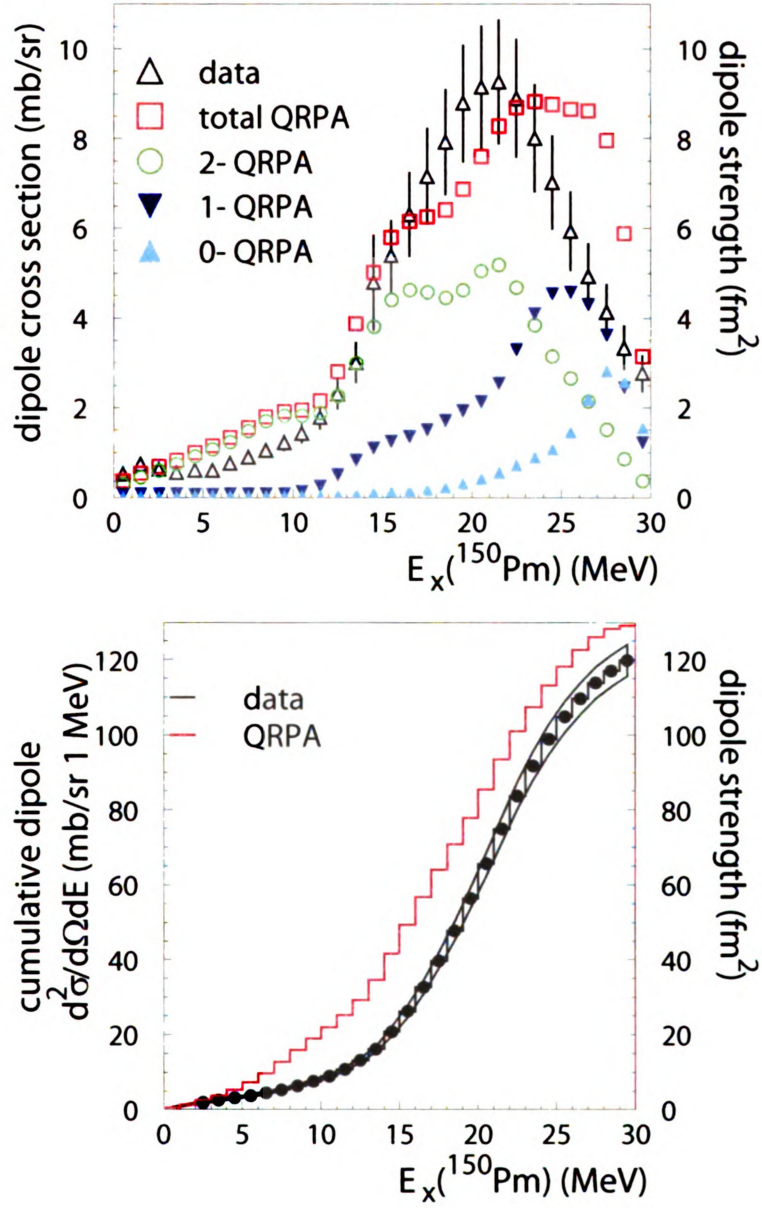 dipole cross section (mb/sr)
10
8
6
4
2
0
data
total QRPA
2- QRPA
1- QRPA
0- QRPA
10
8
6
4
2
0
dipole strength (fm²)
0 5 10 15 20 25 30
Eₓ(¹⁵⁰Pm) (MeV)
cumulative dipole
d²σ/dΩdE (mb/sr 1 MeV)
120
100
80
60
40
20
0
data
QRPA
120
100
80
60
40
20
0
dipole strength (fm²)
0 5 10 15 20 25 30
Eₓ(¹⁵⁰Pm) (MeV)